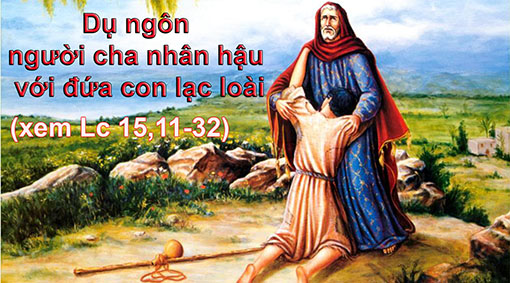 Dụ ngôn
người cha nhân hậu
với đứa con lạc loài
(xem Lc 15,11-32)